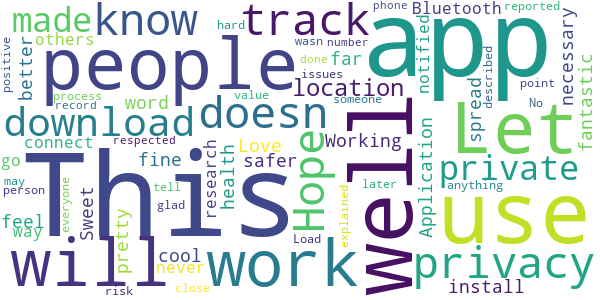 made know track phone Bluetooth reported
hard
others wasn number
positive better people app notified necessary
issues
process done far
value someone
word location spread described
record
download doesn point No fantastic
respected
connect Hope Let
Love Working
go fine research health safer Application private
may tell
person This well later anything
feel Sweet glad use
way everyone pretty explained
Load
will cool work privacy
never
risk close install